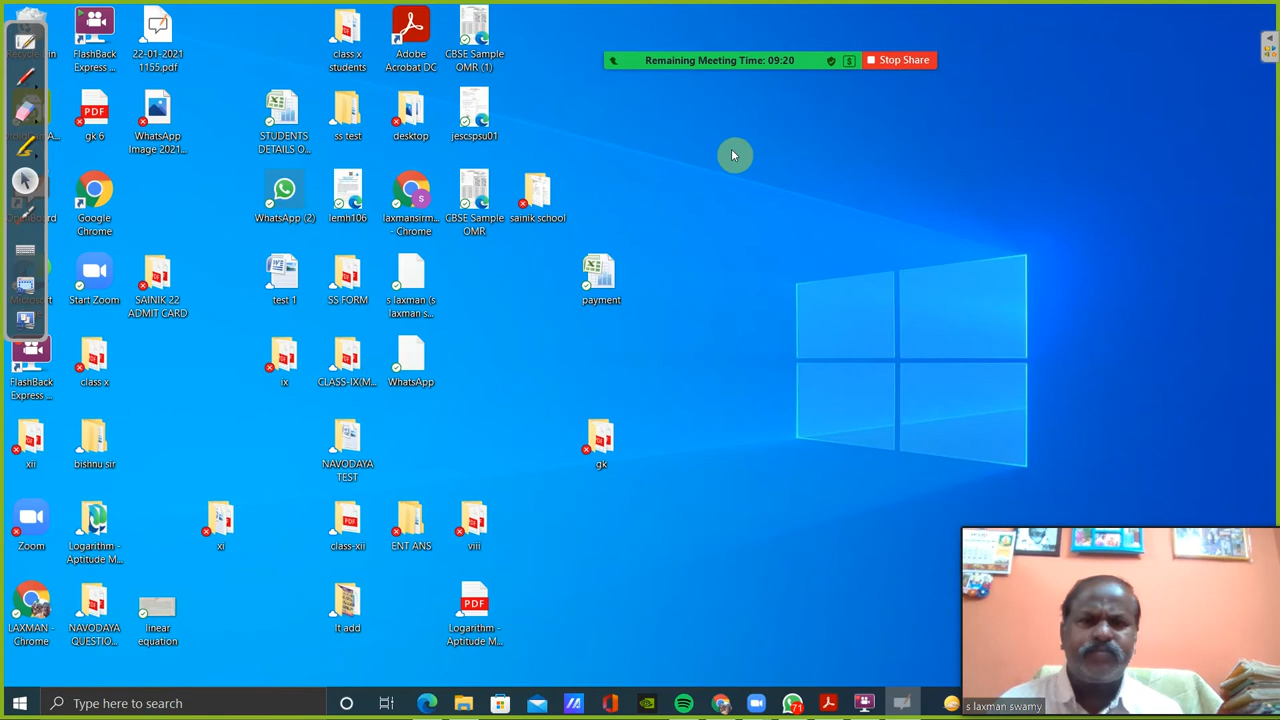 Remaining Meeting Time: 09:20
Stop Share
FlashBack
Express ...
22-01-2021
1155.pdf
class x
students
Adobe
Acrobat DC
CBSE Sample
OMR (1)
gk 6
WhatsApp
Image 2021...
STUDENTS
DETAILS O...
ss test
desktop
jescspsu01
Google
Chrome
WhatsApp (2)
lemh106
laxmansirm...
- Chrome
CBSE Sample
OMR
sainik school
Start Zoom
SAINIK 22
ADMIT CARD
test 1
SS FORM
s laxman (s
laxman s...
payment
FlashBack
Express ...
class x
ix
CLASS-IX(M...
WhatsApp
xii
bishnu sir
NAVODAYA
TEST
gk
Zoom
Logarithm -
Aptitude M...
xi
class-xii
ENT ANS
viii
LAXMAN -
Chrome
NAVODAYA
QUESTIO...
linear
equation
lt add
PDF
Logarithm -
Aptitude M...
s laxman swamy
Type here to search
71